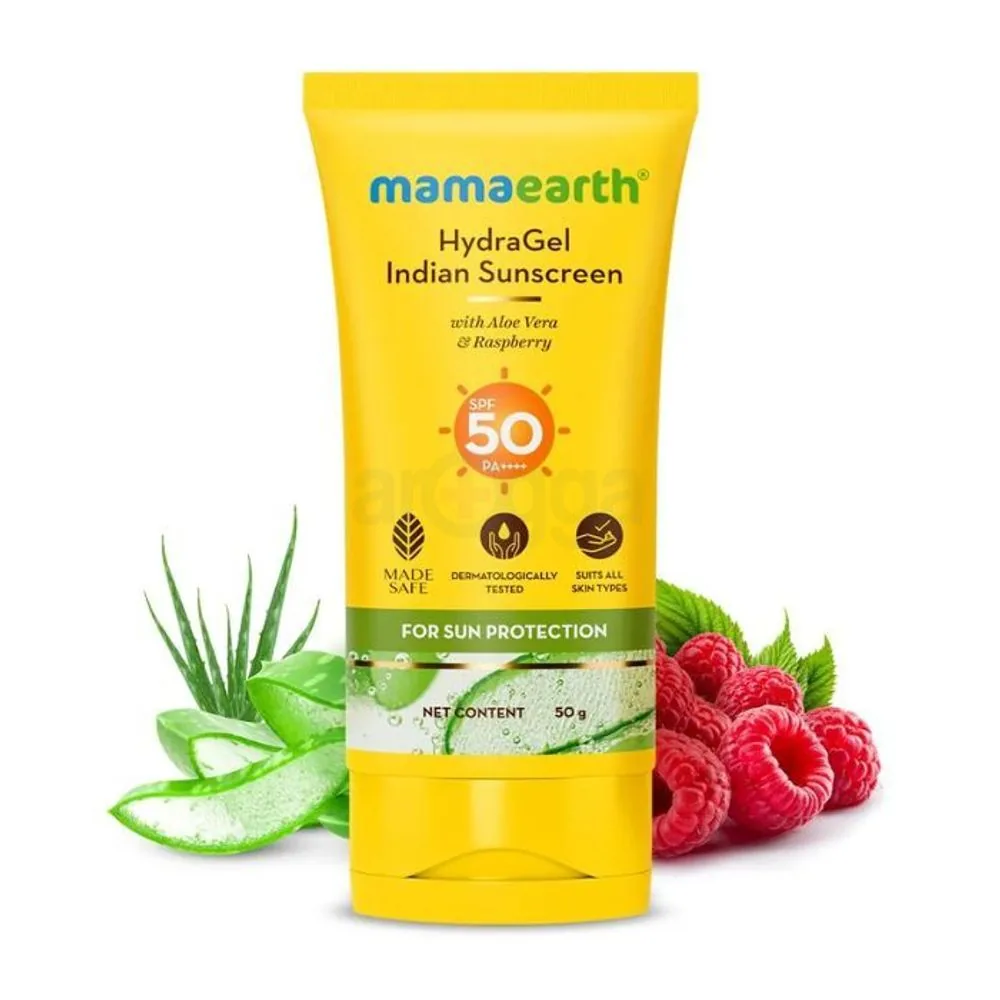 mamaearth®
HydraGel
Indian Sunscreen
with Aloe Vera
& Raspberry
SPF
50
PA++++
arogga
MADE
SAFE
DERMATOLOGICALLY
TESTED
SUITS ALL
SKIN TYPES
FOR SUN PROTECTION
NET CONTENT 50 g